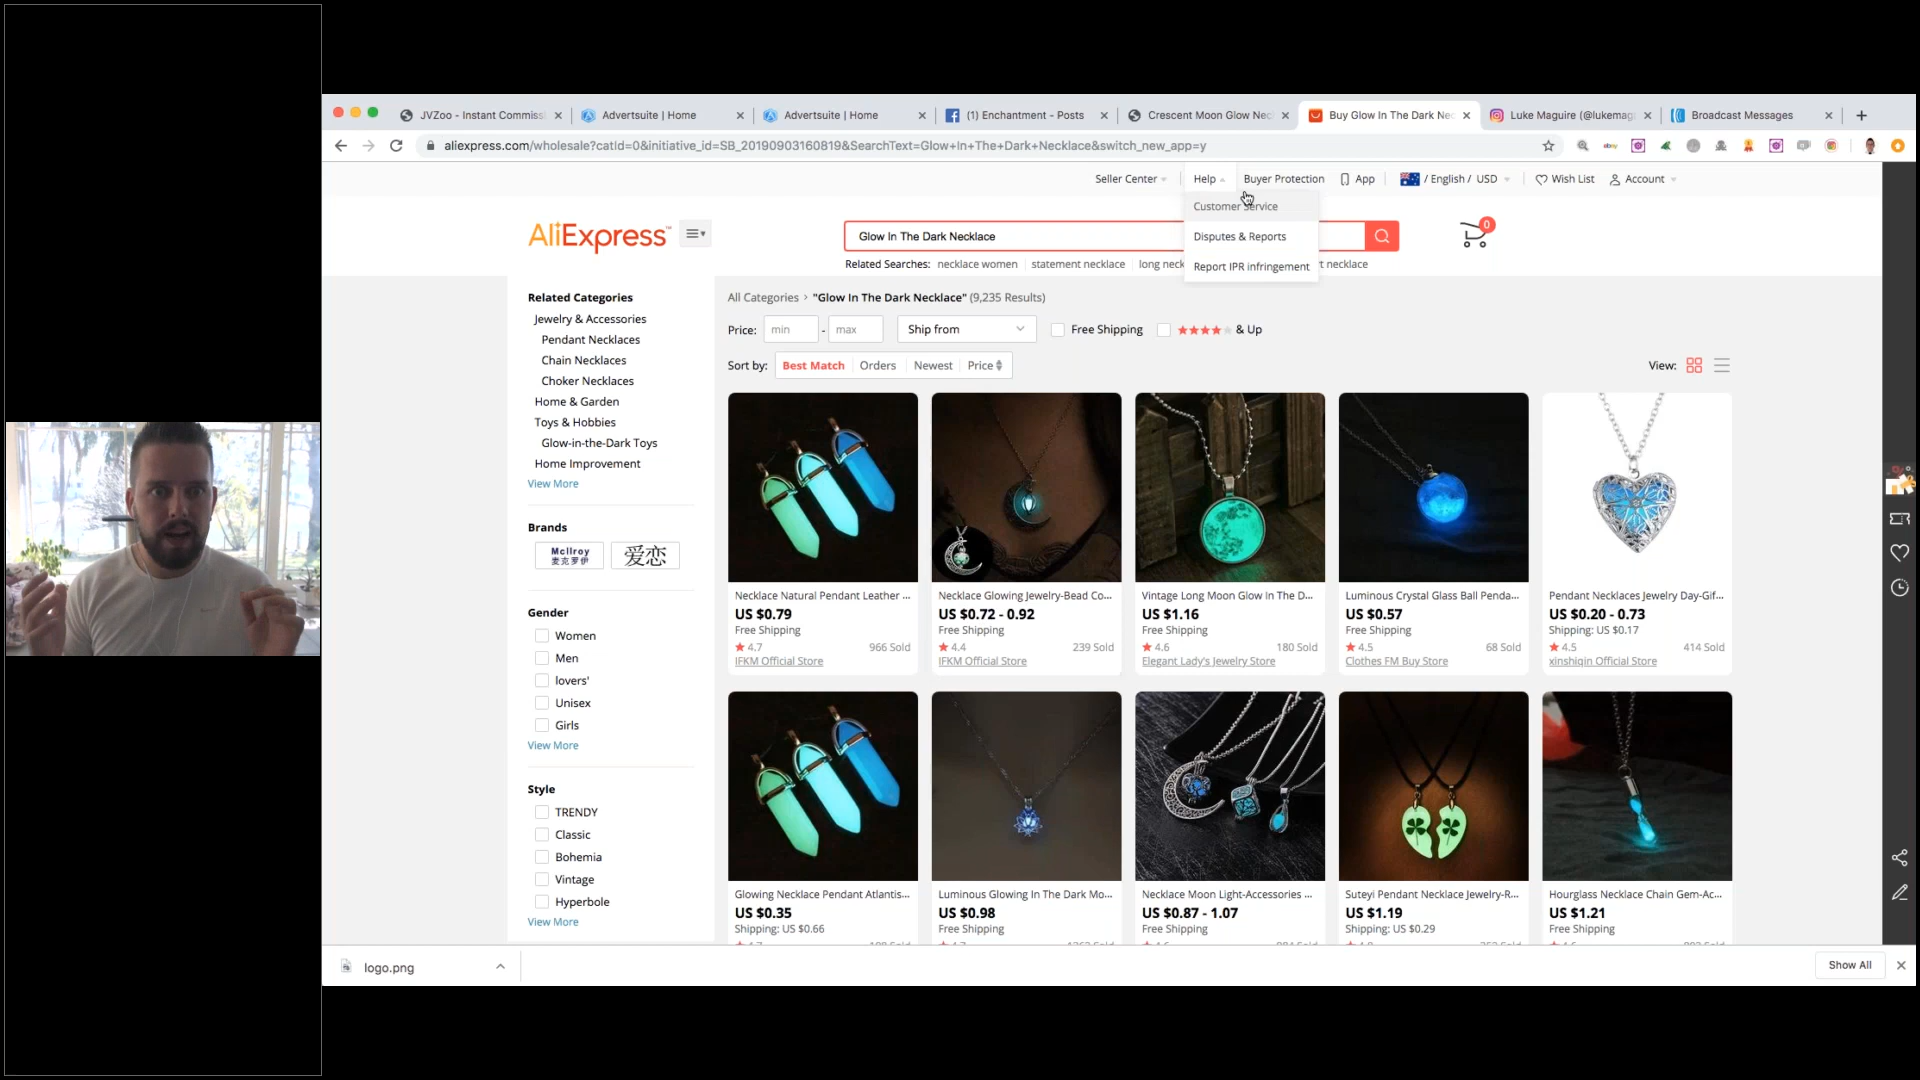 JVZoo - Instant Commiss
Advertsuite | Home
Advertsuite | Home
(1) Enchantment - Posts
Crescent Moon Glow Nec
Buy Glow In The Dark Nec
Luke Maguire (@lukemag
Broadcast Messages
aliexpress.com/wholesale?catId=0&initiative_id=SB_20190903160819&SearchText=Glow+In+The+Dark+Necklace&switch_new_app=y
Seller Center
Help
Buyer Protection
App
/ English / USD
Wish List
Account
Customer Service
Disputes & Reports
Report IPR infringement
AliExpress™
Glow In The Dark Necklace
0
Related Searches: necklace women statement necklace long neck
necklace
Related Categories
Jewelry & Accessories
Pendant Necklaces
Chain Necklaces
Choker Necklaces
Home & Garden
Toys & Hobbies
Glow-in-the-Dark Toys
Home Improvement
View More
Brands
McIlroy
麦克罗伊
爱恋
Gender
Women
Men
lovers'
Unisex
Girls
View More
Style
TRENDY
Classic
Bohemia
Vintage
Hyperbole
View More
All Categories > "Glow In The Dark Necklace" (9,235 Results)
Price: min - max Ship from Free Shipping & Up
Sort by: Best Match Orders Newest Price
View:
Necklace Natural Pendant Leather ...
US $0.79
Free Shipping
4.7 966 Sold
IFKM Official Store
Necklace Glowing Jewelry-Bead Co...
US $0.72 - 0.92
Free Shipping
4.4 239 Sold
IFKM Official Store
Vintage Long Moon Glow In The D...
US $1.16
Free Shipping
4.6 180 Sold
Elegant Lady's Jewelry Store
Luminous Crystal Glass Ball Penda...
US $0.57
Free Shipping
4.5 68 Sold
Clothes FM Buy Store
Pendant Necklaces Jewelry Day-Gif...
US $0.20 - 0.73
Shipping: US $0.17
4.5 414 Sold
xinshiqin Official Store
Glowing Necklace Pendant Atlantis...
US $0.35
Shipping: US $0.66
Luminous Glowing In The Dark Mo...
US $0.98
Free Shipping
Necklace Moon Light-Accessories ...
US $0.87 - 1.07
Free Shipping
Suteyi Pendant Necklace Jewelry-R...
US $1.19
Shipping: US $0.29
Hourglass Necklace Chain Gem-Ac...
US $1.21
Free Shipping
logo.png
Show All